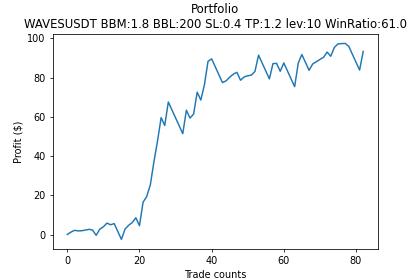 Portfolio
WAVESUSDT BBM:1.8 BBL:200 SL:0.4 TP:1.2 lev:10 WinRatio:61.0
100
80
60
40
20
0
Profit ($)
0 20 40 60 80
Trade counts